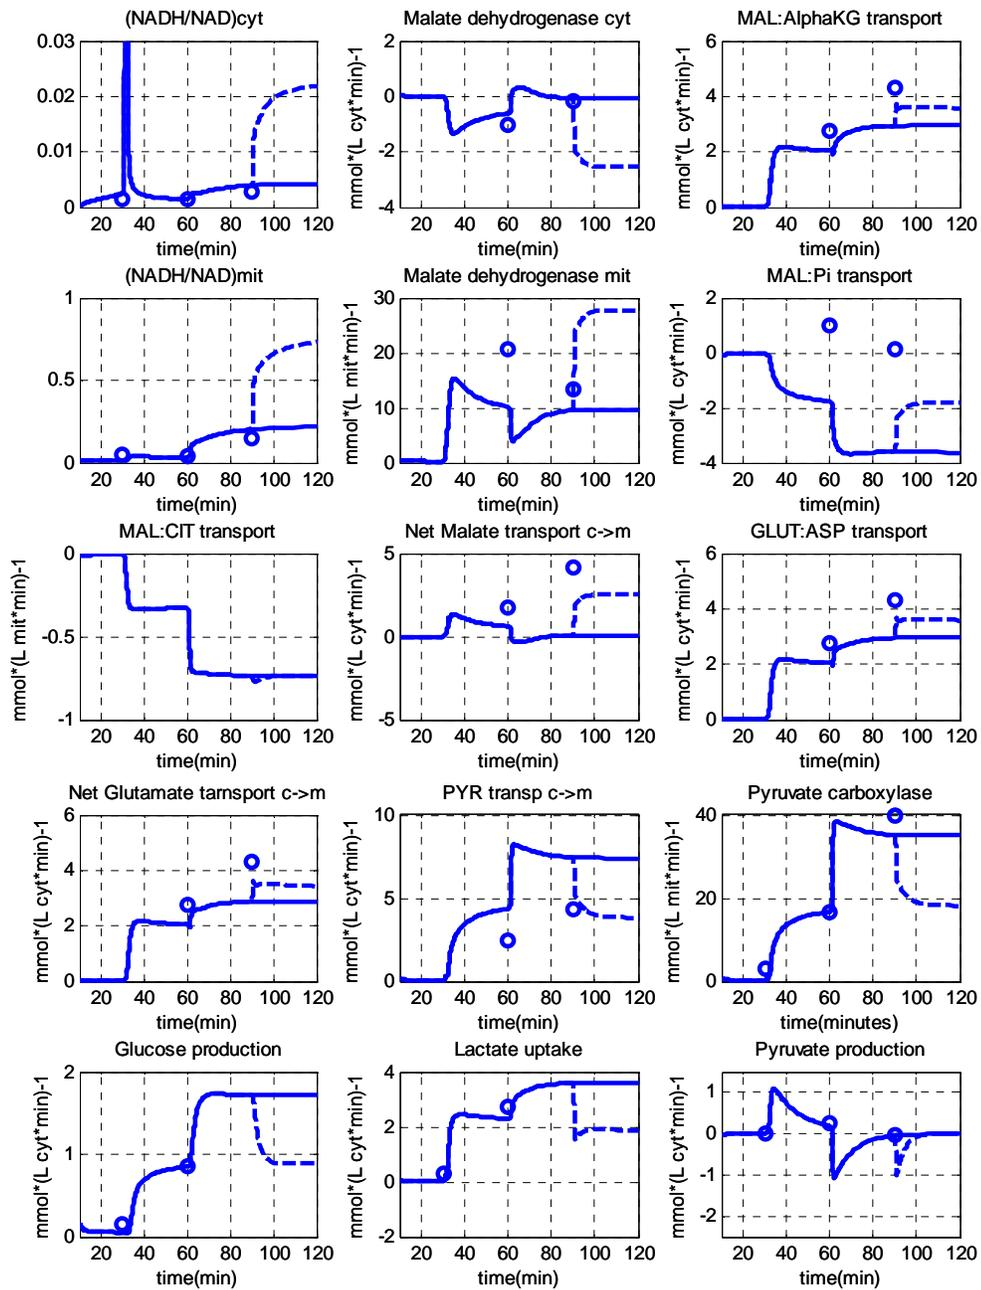 (NADH/NAD)cyt
Malate dehydrogenase cyt
MAL:AlphaKG transport
0.03
0.02
0.01
0
20 40 60 80 100 120
time(min)
mmol*(L cyt*min)-1
2
0
-2
-4
20 40 60 80 100 120
time(min)
mmol*(L cyt*min)-1
6
4
2
0
20 40 60 80 100 120
time(min)
(NADH/NAD)mit
Malate dehydrogenase mit
MAL:Pi transport
1
0.5
0
20 40 60 80 100 120
time(min)
mmol*(L mit*min)-1
30
20
10
0
20 40 60 80 100 120
time(min)
mmol*(L cyt*min)-1
2
0
-2
-4
20 40 60 80 100 120
time(min)
MAL:CIT transport
Net Malate transport c->m
GLUT:ASP transport
mmol*(L mit*min)-1
0
-0.5
-1
20 40 60 80 100 120
time(min)
mmol*(L cyt*min)-1
5
0
-5
20 40 60 80 100 120
time(min)
mmol*(L cyt*min)-1
6
4
2
0
20 40 60 80 100 120
time(min)
Net Glutamate tarnsport c->m
PYR transp c->m
Pyruvate carboxylase
mmol*(L cyt*min)-1
6
4
2
0
20 40 60 80 100 120
time(min)
mmol*(L cyt*min)-1
10
5
0
20 40 60 80 100 120
time(min)
mmol*(L mit*min)-1
40
20
0
20 40 60 80 100 120
time(minutes)
Glucose production
Lactate uptake
Pyruvate production
mmol*(L cyt*min)-1
2
1
0
20 40 60 80 100 120
time(min)
mmol*(L cyt*min)-1
4
2
0
-2
20 40 60 80 100 120
time(min)
mmol*(L cyt*min)-1
1
0
-1
-2
20 40 60 80 100 120
time(min)